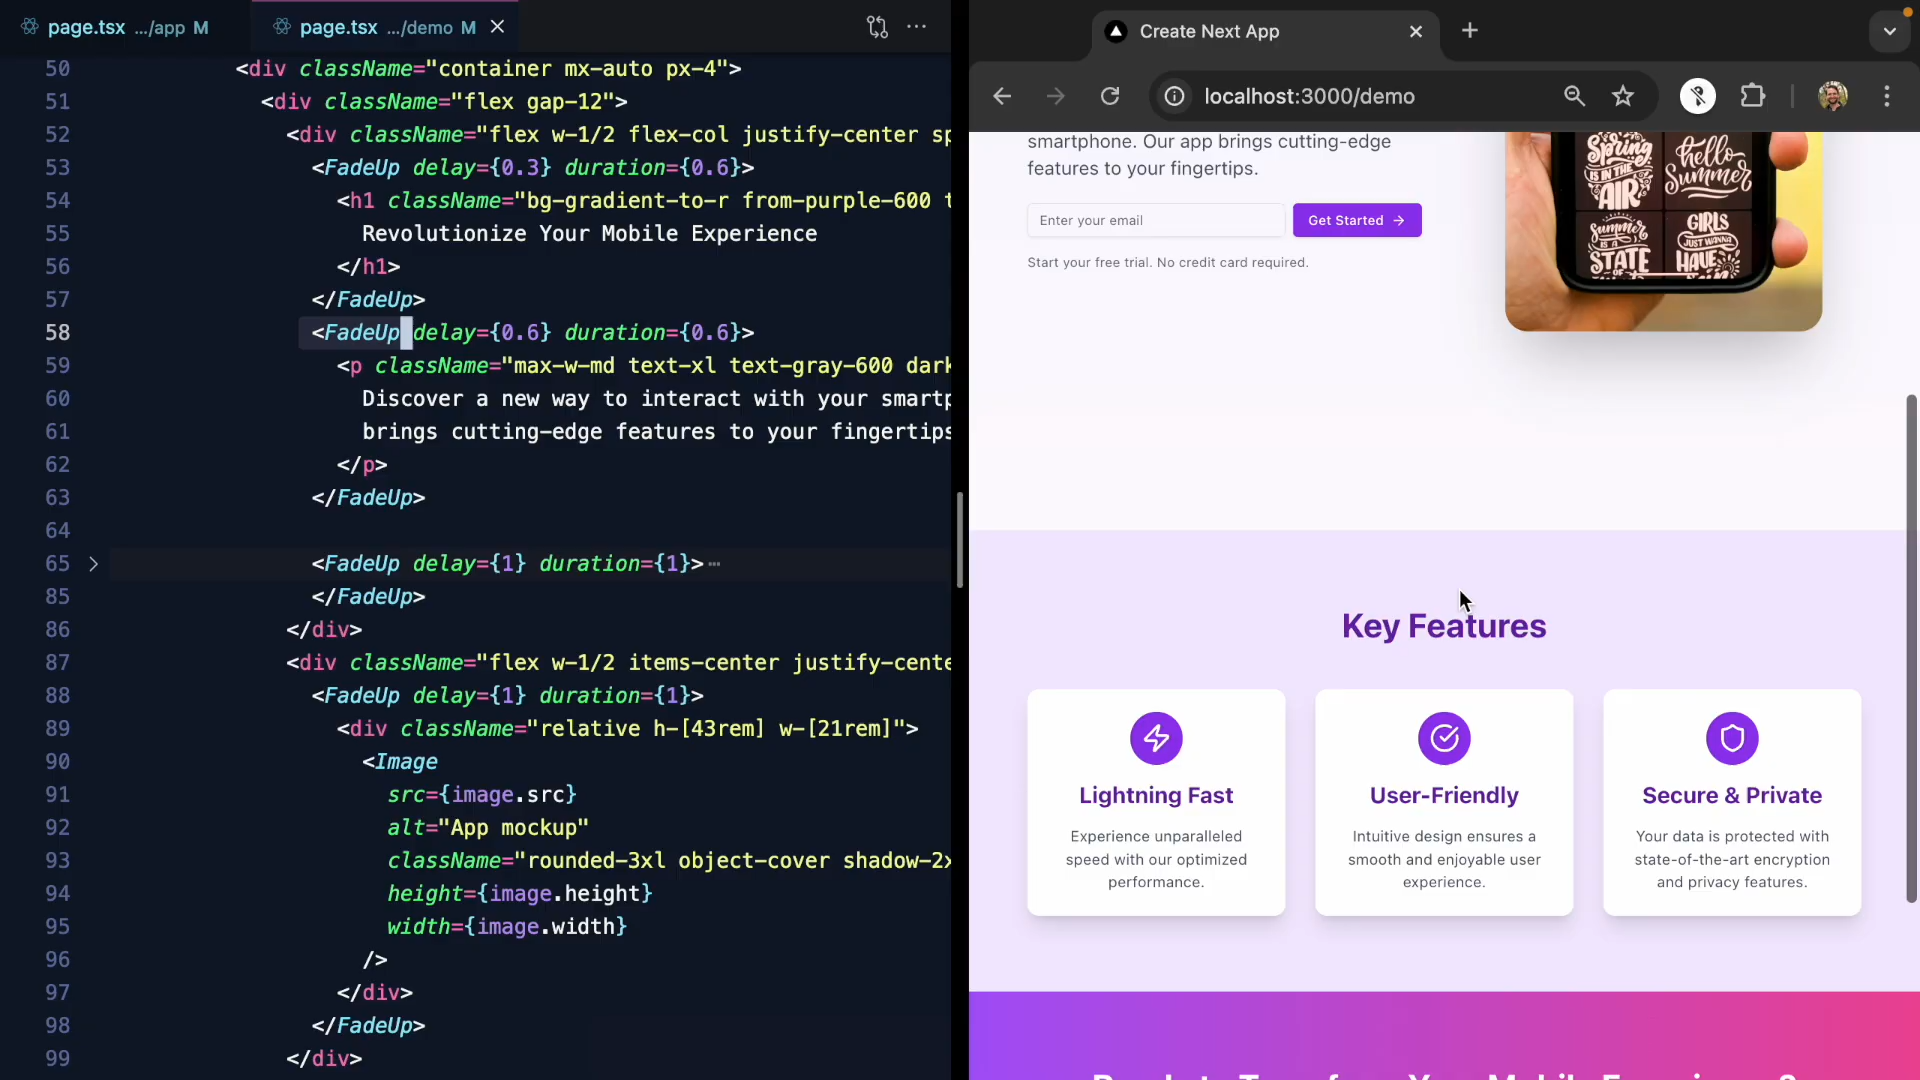 page.tsx .../app M
page.tsx .../demo M
50 <div className="container mx-auto px-4">
51 <div className="flex gap-12">
52 <div className="flex w-1/2 flex-col justify-center sp
53 <FadeUp delay={0.3} duration={0.6}>
54 <h1 className="bg-gradient-to-r from-purple-600 t
55 Revolutionize Your Mobile Experience
56 </h1>
57 </FadeUp>
58 <FadeUp delay={0.6} duration={0.6}>
59 <p className="max-w-md text-xl text-gray-600 dark
60 Discover a new way to interact with your smartp
61 brings cutting-edge features to your fingertips
62 </p>
63 </FadeUp>
64
65 <FadeUp delay={1} duration={1}>⋯
85 </FadeUp>
86 </div>
87 <div className="flex w-1/2 items-center justify-cente
88 <FadeUp delay={1} duration={1}>
89 <div className="relative h-[43rem] w-[21rem]">
90 <Image
91 src={image.src}
92 alt="App mockup"
93 className="rounded-3xl object-cover shadow-2x
94 height={image.height}
95 width={image.width}
96 />
97 </div>
98 </FadeUp>
99 </div>
Create Next App
localhost:3000/demo
smartphone. Our app brings cutting-edge
features to your fingertips.
Enter your email
Get Started
Start your free trial. No credit card required.
Spring
IS IN THE
AIR
hello
Summer
Summer
IS A
STATE
OF
GIRLS
JUST WANNA
HAVE
Key Features
Lightning Fast
Experience unparalleled
speed with our optimized
performance.
User-Friendly
Intuitive design ensures a
smooth and enjoyable user
experience.
Secure & Private
Your data is protected with
state-of-the-art encryption
and privacy features.